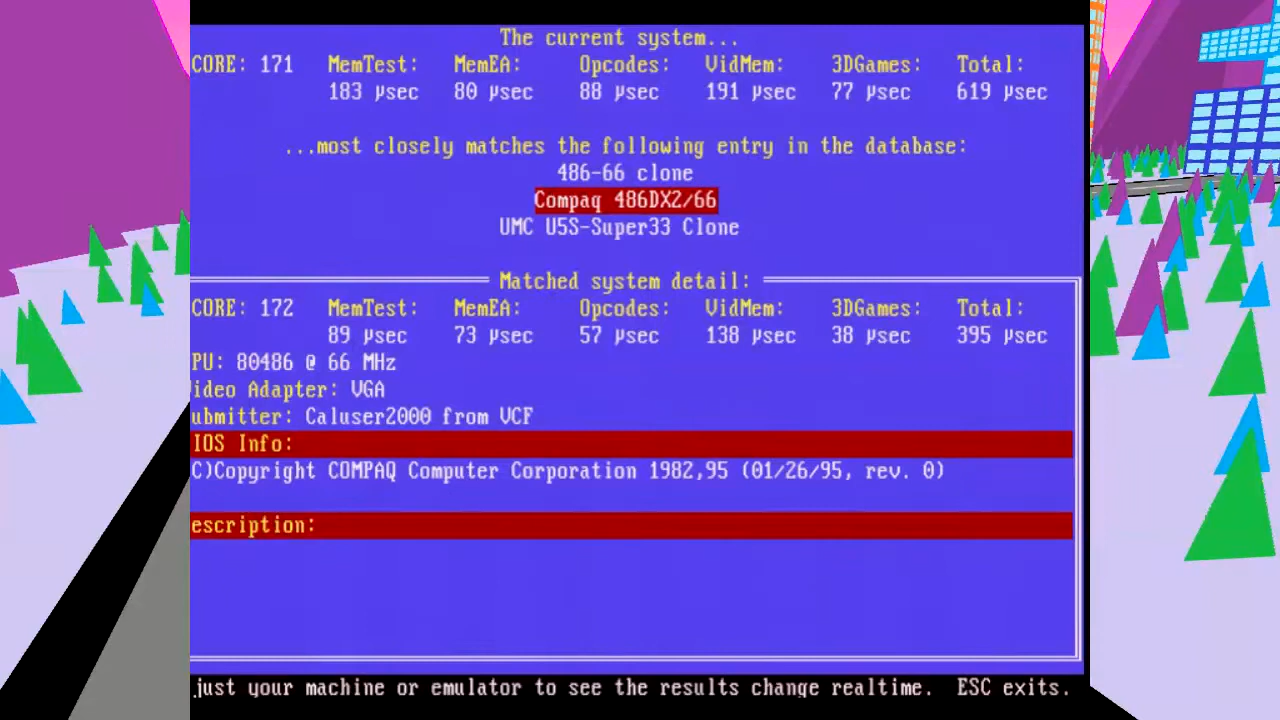 The current system...
CORE: 171 MemTest: MemEA: Opcodes: VidMem: 3DGames: Total:
183 µsec 80 µsec 88 µsec 191 µsec 77 µsec 619 µsec
...most closely matches the following entry in the database:
486-66 clone
Compaq 486DX2/66
UMC U5S-Super33 Clone
Matched system detail:
CORE: 172 MemTest: MemEA: Opcodes: VidMem: 3DGames: Total:
89 µsec 73 µsec 57 µsec 138 µsec 38 µsec 395 µsec
PU: 80486 @ 66 MHz
ideo Adapter: VGA
ubmitter: Caluser2000 from VCF
IOS Info:
C)Copyright COMPAQ Computer Corporation 1982,95 (01/26/95, rev. 0)
escription:
just your machine or emulator to see the results change realtime. ESC exits.